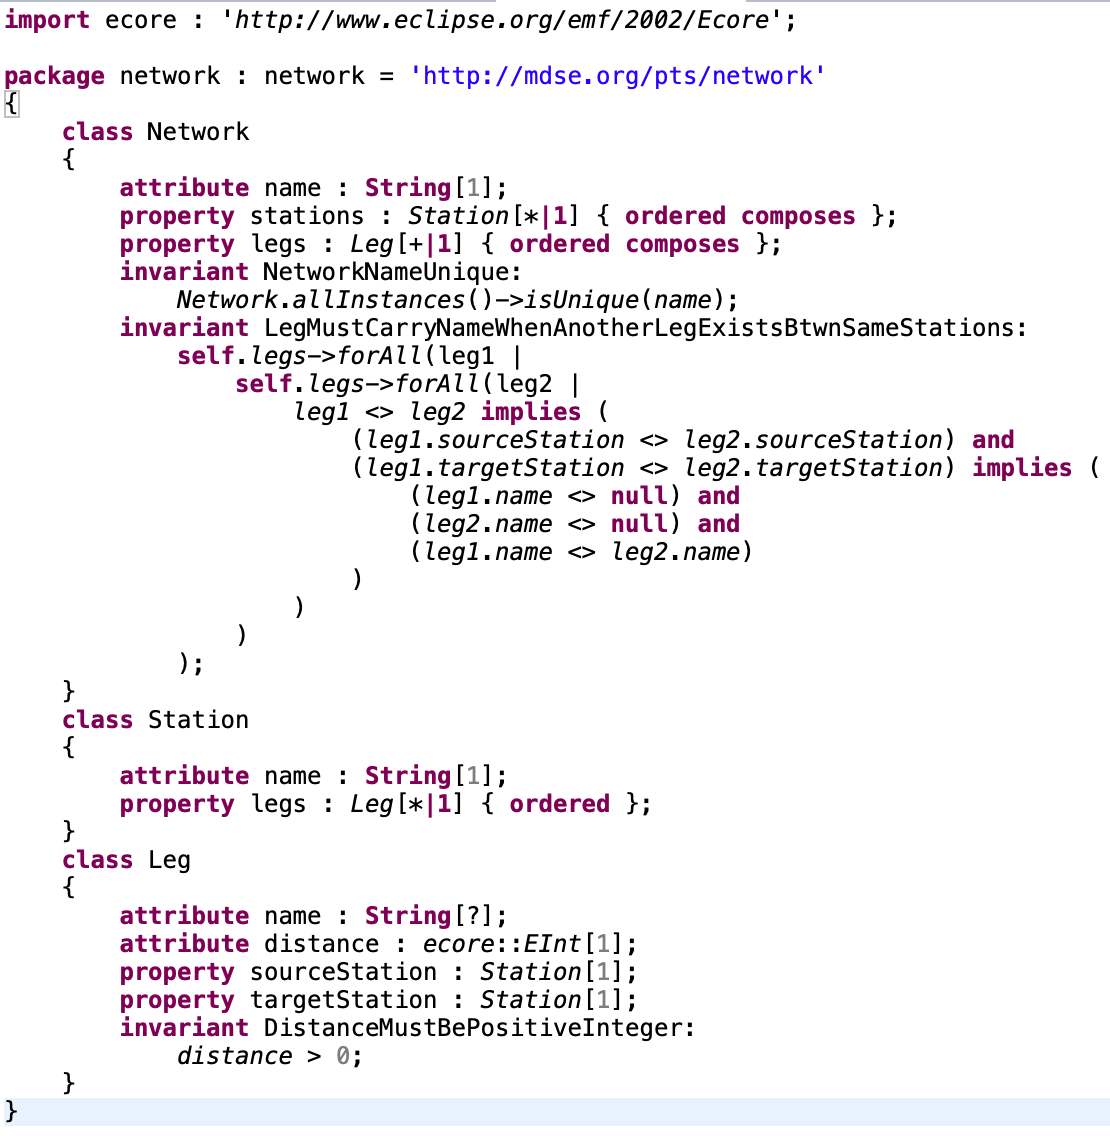 import ecore : 'http://www.eclipse.org/emf/2002/Ecore';

package network : network = 'http://mdse.org/pts/network'
{
    class Network
    {
        attribute name : String[1];
        property stations : Station[*|1] { ordered composes };
        property legs : Leg[+|1] { ordered composes };
        invariant NetworkNameUnique:
            Network.allInstances()->isUnique(name);
        invariant LegMustCarryNameWhenAnotherLegExistsBtwnSameStations:
            self.legs->forAll(leg1 |
                self.legs->forAll(leg2 |
                    leg1 <> leg2 implies (
                        (leg1.sourceStation <> leg2.sourceStation) and
                        (leg1.targetStation <> leg2.targetStation) implies (
                            (leg1.name <> null) and
                            (leg2.name <> null) and
                            (leg1.name <> leg2.name)
                        )
                    )
                )
            );
    }
    class Station
    {
        attribute name : String[1];
        property legs : Leg[*|1] { ordered };
    }
    class Leg
    {
        attribute name : String[?];
        attribute distance : ecore::EInt[1];
        property sourceStation : Station[1];
        property targetStation : Station[1];
        invariant DistanceMustBePositiveInteger:
            distance > 0;
    }
}